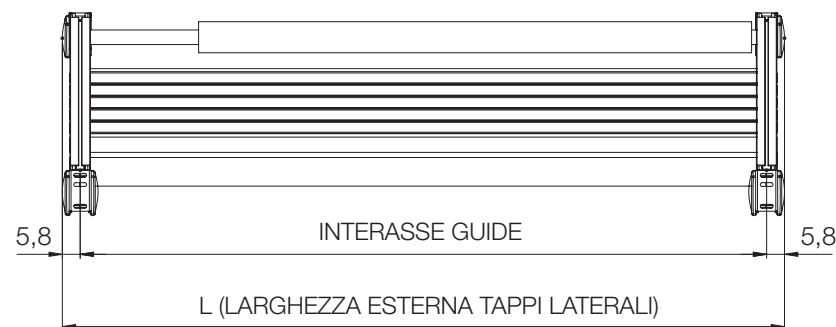 5,8
INTERASSE GUIDE
5,8
L (LARGHEZZA ESTERNA TAPPI LATERALI)